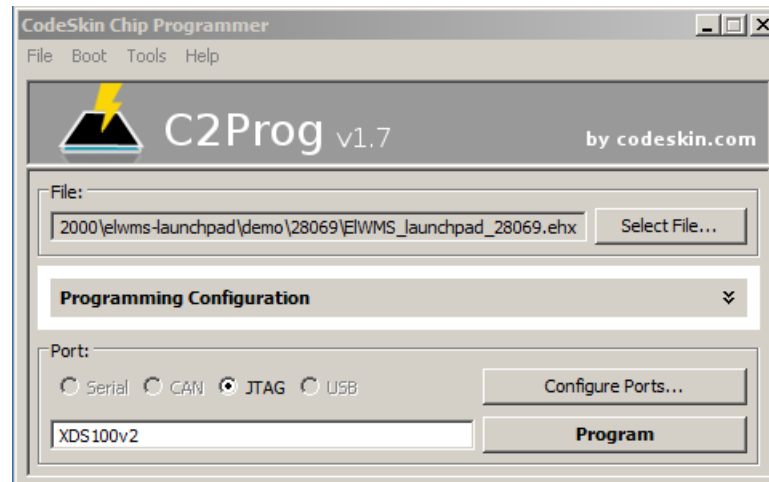 CodeSkin Chip Programmer
File Boot Tools Help
C2Prog v1.7
by codeskin.com
File:
2000\elwms-launchpad\demo\28069\ElWMS_launchpad_28069.ehx
Select File...
Programming Configuration
Port:
Serial CAN JTAG USB
Configure Ports...
XDS100v2
Program